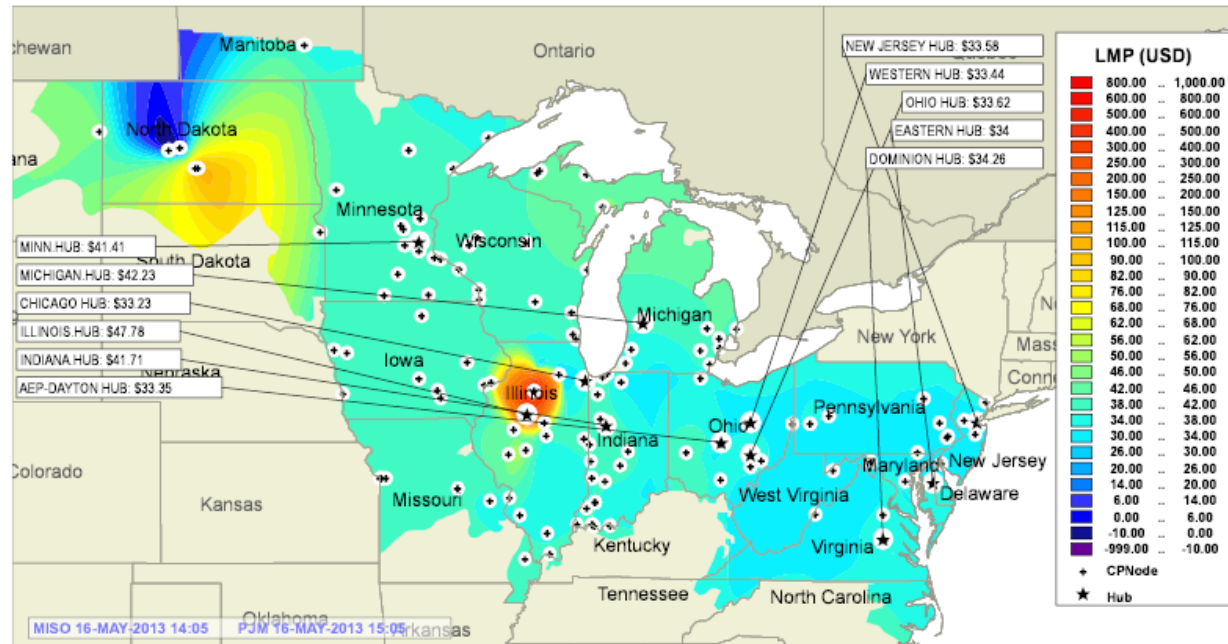 chewan
Manitoba
Ontario
Quebec
NEW JERSEY HUB: $33.58
WESTERN HUB: $33.44
OHIO HUB: $33.62
EASTERN HUB: $34
DOMINION HUB: $34.26
North Dakota
ana
Minnesota
Wisconsin
MINN.HUB: $41.41
South Dakota
MICHIGAN.HUB: $42.23
CHICAGO HUB: $33.23
ILLINOIS.HUB: $47.78
INDIANA.HUB: $41.71
Nebraska
AEP-DAYTON HUB: $33.35
Michigan
New York
Mass
Conne
Iowa
Illinois
Indiana
Ohio
Pennsylvania
Maryland
New Jersey
Delaware
Colorado
Kansas
Missouri
West Virginia
Virginia
Kentucky
Tennessee
North Carolina
Oklahoma
Arkansas
MISO 16-MAY-2013 14:05 PJM 16-MAY-2013 15:05
LMP (USD)
800.00 .. 1,000.00
600.00 .. 800.00
500.00 .. 600.00
400.00 .. 500.00
300.00 .. 400.00
250.00 .. 300.00
200.00 .. 250.00
150.00 .. 200.00
125.00 .. 150.00
115.00 .. 125.00
100.00 .. 115.00
90.00 .. 100.00
82.00 .. 90.00
76.00 .. 82.00
68.00 .. 76.00
62.00 .. 68.00
56.00 .. 62.00
50.00 .. 56.00
46.00 .. 50.00
42.00 .. 46.00
38.00 .. 42.00
34.00 .. 38.00
30.00 .. 34.00
26.00 .. 30.00
20.00 .. 26.00
14.00 .. 20.00
6.00 .. 14.00
0.00 .. 6.00
-10.00 .. 0.00
-999.00 .. -10.00
CPNode
Hub